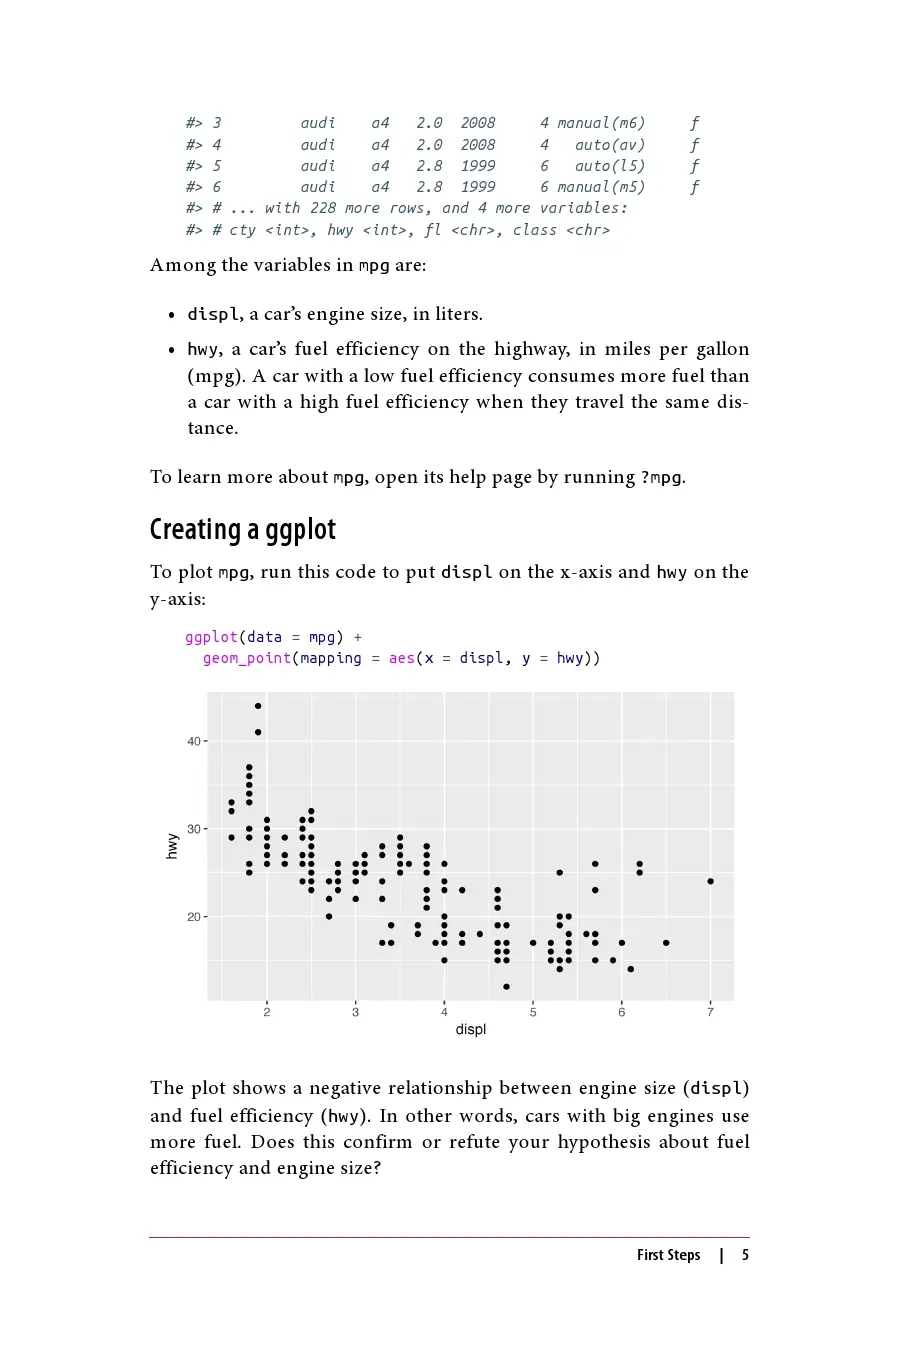 #> 3         audi    a4   2.0  2008     4 manual(m6)     f
#> 4         audi    a4   2.0  2008     4   auto(av)     f
#> 5         audi    a4   2.8  1999     6   auto(l5)     f
#> 6         audi    a4   2.8  1999     6 manual(m5)     f
#> # ... with 228 more rows, and 4 more variables:
#> # cty <int>, hwy <int>, fl <chr>, class <chr>
Among the variables in mpg are:
• displ, a car’s engine size, in liters.
• hwy, a car’s fuel efficiency on the highway, in miles per gallon
(mpg). A car with a low fuel efficiency consumes more fuel than
a car with a high fuel efficiency when they travel the same dis-
tance.
To learn more about mpg, open its help page by running ?mpg.
Creating a ggplot
To plot mpg, run this code to put displ on the x-axis and hwy on the
y-axis:
ggplot(data = mpg) +
  geom_point(mapping = aes(x = displ, y = hwy))
40
30
20
hwy
2 3 4 5 6 7
displ
The plot shows a negative relationship between engine size (displ)
and fuel efficiency (hwy). In other words, cars with big engines use
more fuel. Does this confirm or refute your hypothesis about fuel
efficiency and engine size?
First Steps | 5